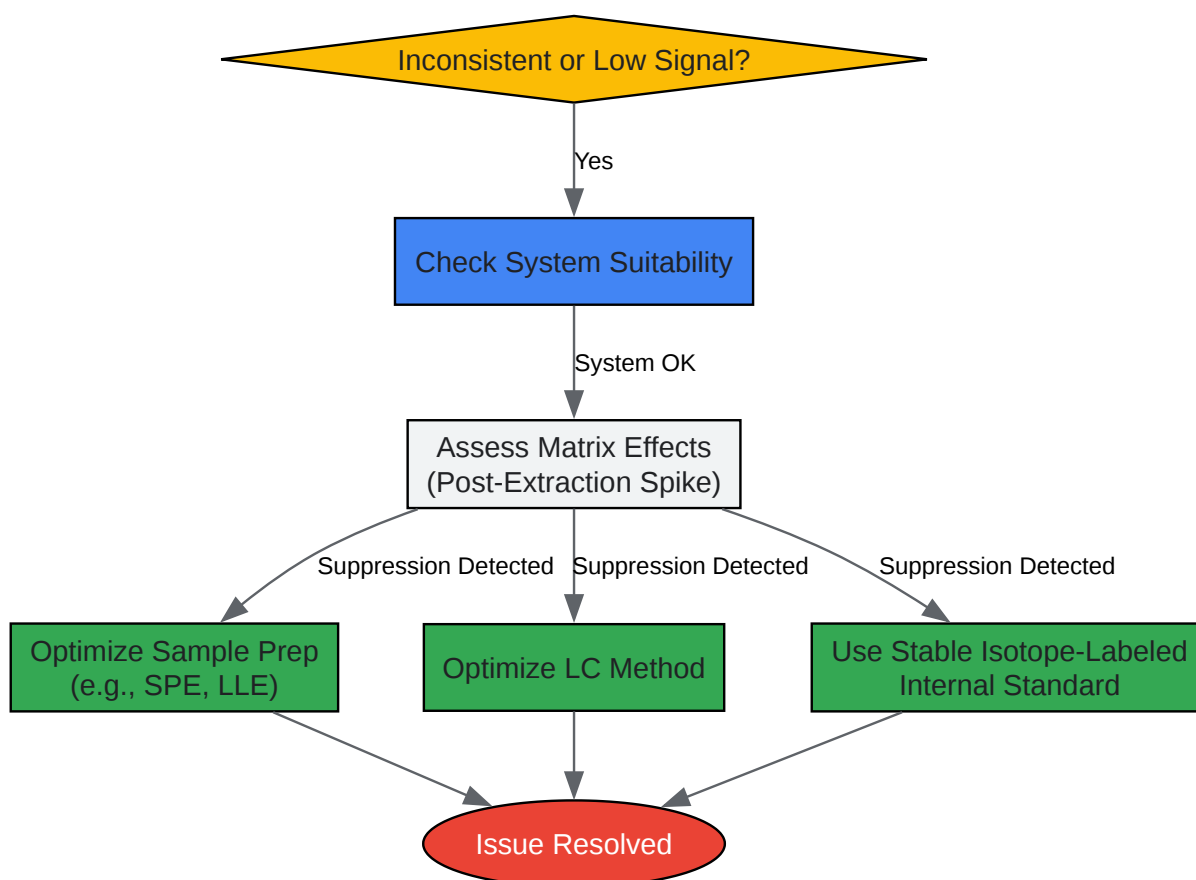 Inconsistent or Low Signal?
Yes
Check System Suitability
System OK
Assess Matrix Effects
(Post-Extraction Spike)
Suppression Detected
Suppression Detected
Suppression Detected
Optimize Sample Prep
(e.g., SPE, LLE)
Optimize LC Method
Use Stable Isotope-Labeled
Internal Standard
Issue Resolved